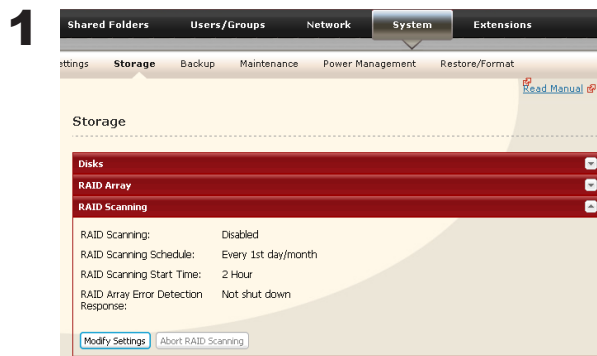 1
Shared Folders Users/Groups Network System Extensions
ettings Storage Backup Maintenance Power Management Restore/Format
Read Manual
Storage
Disks
RAID Array
RAID Scanning
RAID Scanning: Disabled
RAID Scanning Schedule: Every 1st day/month
RAID Scanning Start Time: 2 Hour
RAID Array Error Detection Not shut down
Response:
Modify Settings Abort RAID Scanning